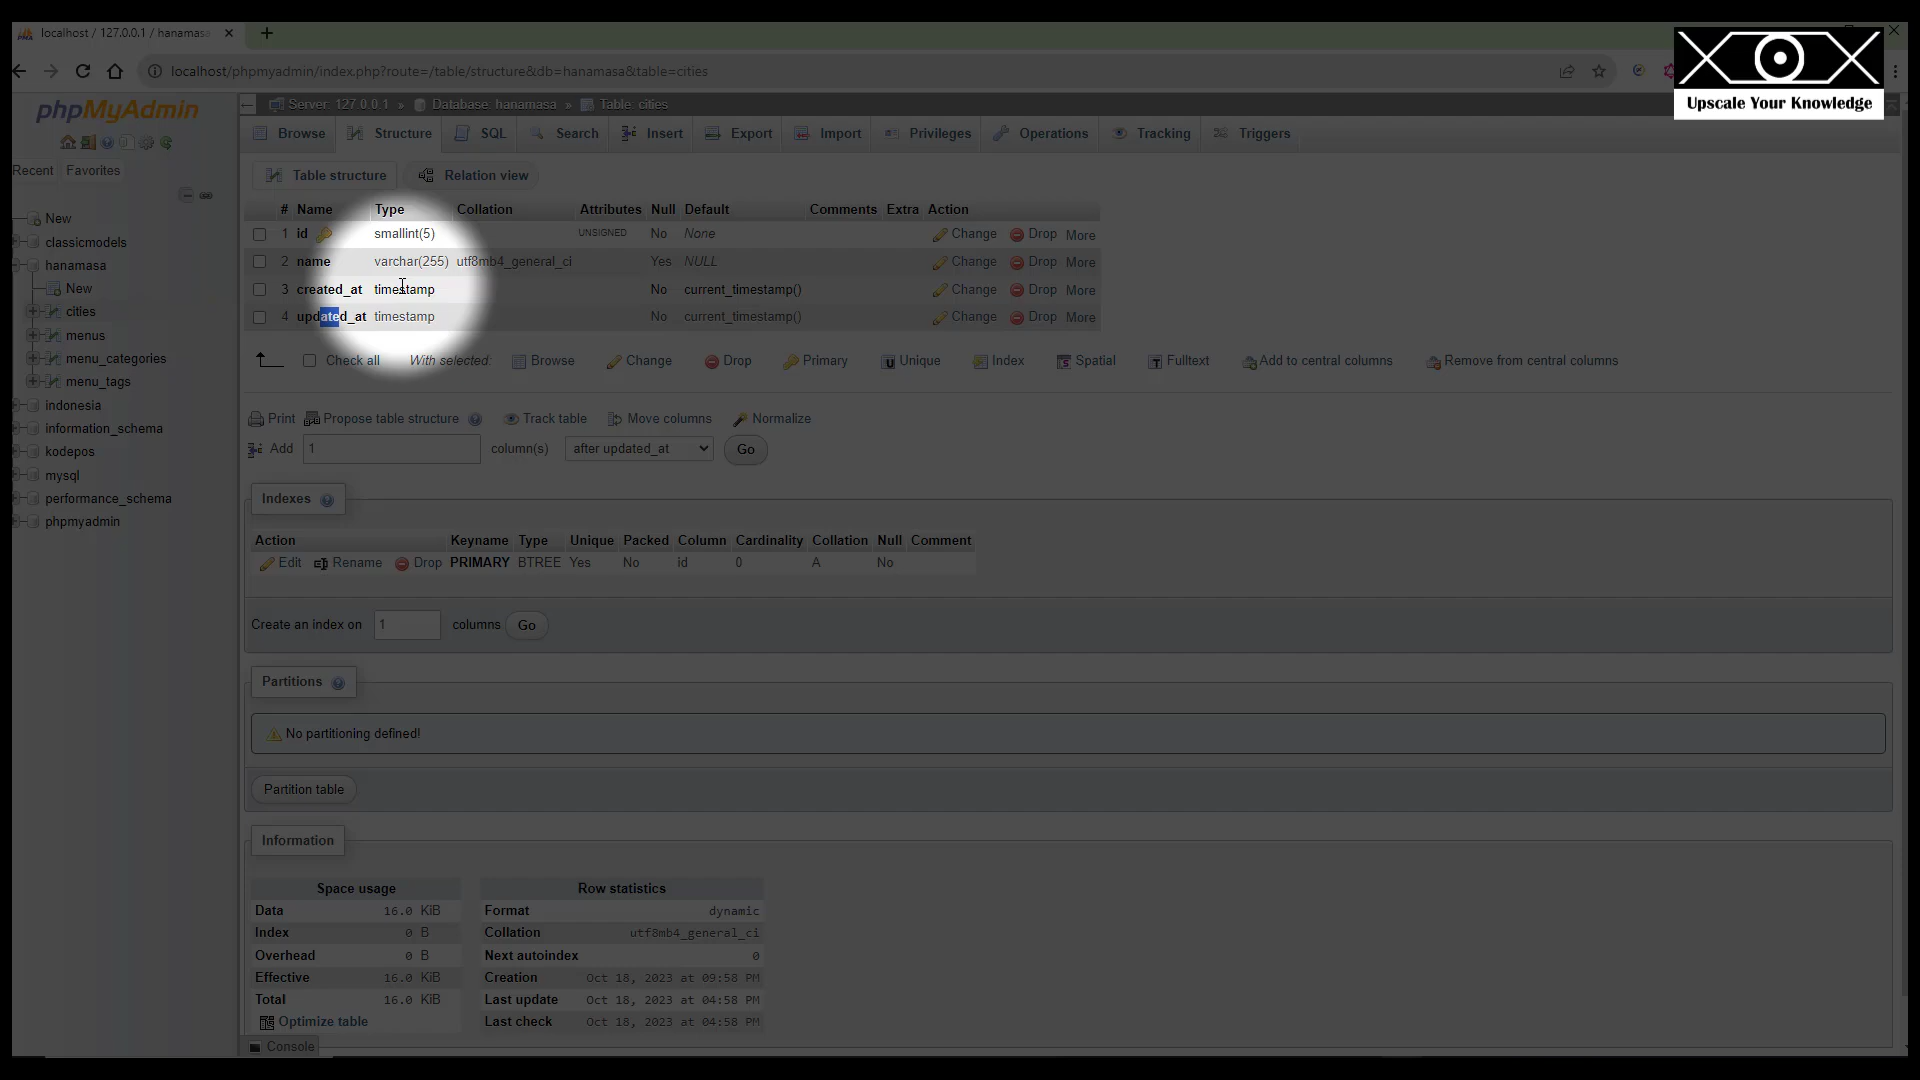 localhost / 127.0.0.1 / hanamasa
localhost/phpmyadmin/index.php?route=/table/structure&db=hanamasa&table=cities
Upscale Your Knowledge
phpMyAdmin
Recent Favorites
New
classicmodels
hanamasa
New
cities
menus
menu_categories
menu_tags
indonesia
information_schema
kodepos
mysql
performance_schema
phpmyadmin
Server: 127.0.0.1 » Database: hanamasa » Table: cities
Browse Structure SQL Search Insert Export Import Privileges Operations Tracking Triggers
Table structure Relation view
# Name Type Collation Attributes Null Default Comments Extra Action
1 id smallint(5) UNSIGNED No None Change Drop More
2 name varchar(255) utf8mb4_general_ci Yes NULL Change Drop More
3 created_at timestamp No current_timestamp() Change Drop More
4 updated_at timestamp No current_timestamp() Change Drop More
Check all With selected: Browse Change Drop Primary Unique Index Spatial Fulltext Add to central columns Remove from central columns
Print Propose table structure Track table Move columns Normalize
Add 1 column(s) after updated_at Go
Indexes
Action Keyname Type Unique Packed Column Cardinality Collation Null Comment
Edit Rename Drop PRIMARY BTREE Yes No id 0 A No
Create an index on 1 columns Go
Partitions
No partitioning defined!
Partition table
Information
Space usage
Data 16.0 KiB
Index 0 B
Overhead 0 B
Effective 16.0 KiB
Total 16.0 KiB
Optimize table
Row statistics
Format dynamic
Collation utf8mb4_general_ci
Next autoindex 0
Creation Oct 18, 2023 at 09:58 PM
Last update Oct 18, 2023 at 04:58 PM
Last check Oct 18, 2023 at 04:58 PM
Console